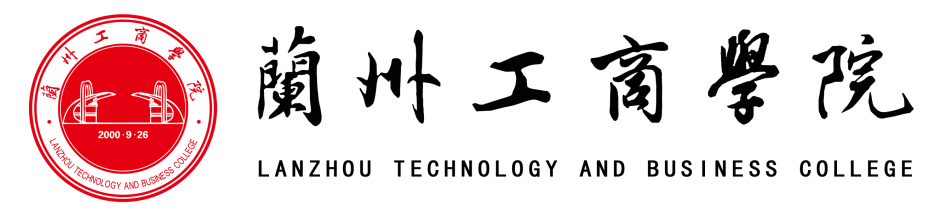 蘭州工商學院
2000·9·26
LANZHOU TECHNOLOGY AND BUSINESS COLLEGE
蘭州工商學院
LANZHOU TECHNOLOGY AND BUSINESS COLLEGE